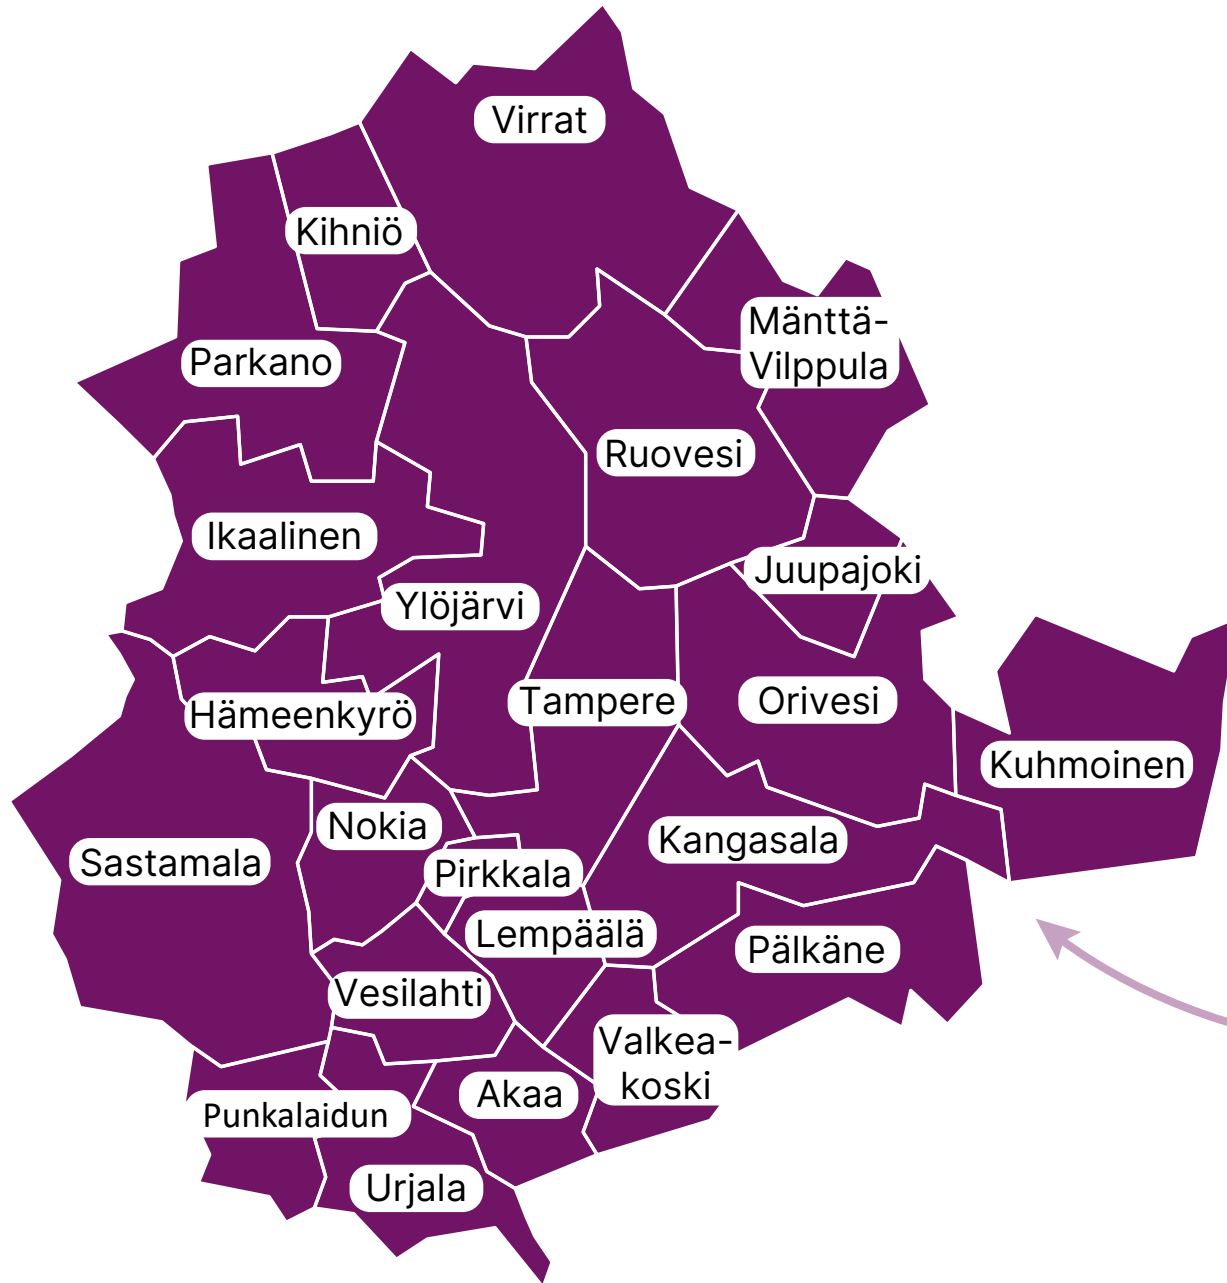 Virrat
Kihniö
Mänttä-
Vilppula
Parkano
Ruovesi
Ikaalinen
Juupajoki
Ylöjärvi
Tampere
Orivesi
Hämeenkyrö
Kuhmoinen
Nokia
Kangasala
Sastamala
Pirkkala
Lempäälä
Pälkäne
Vesilahti
Valkea-
koski
Akaa
Punkalaidun
Urjala